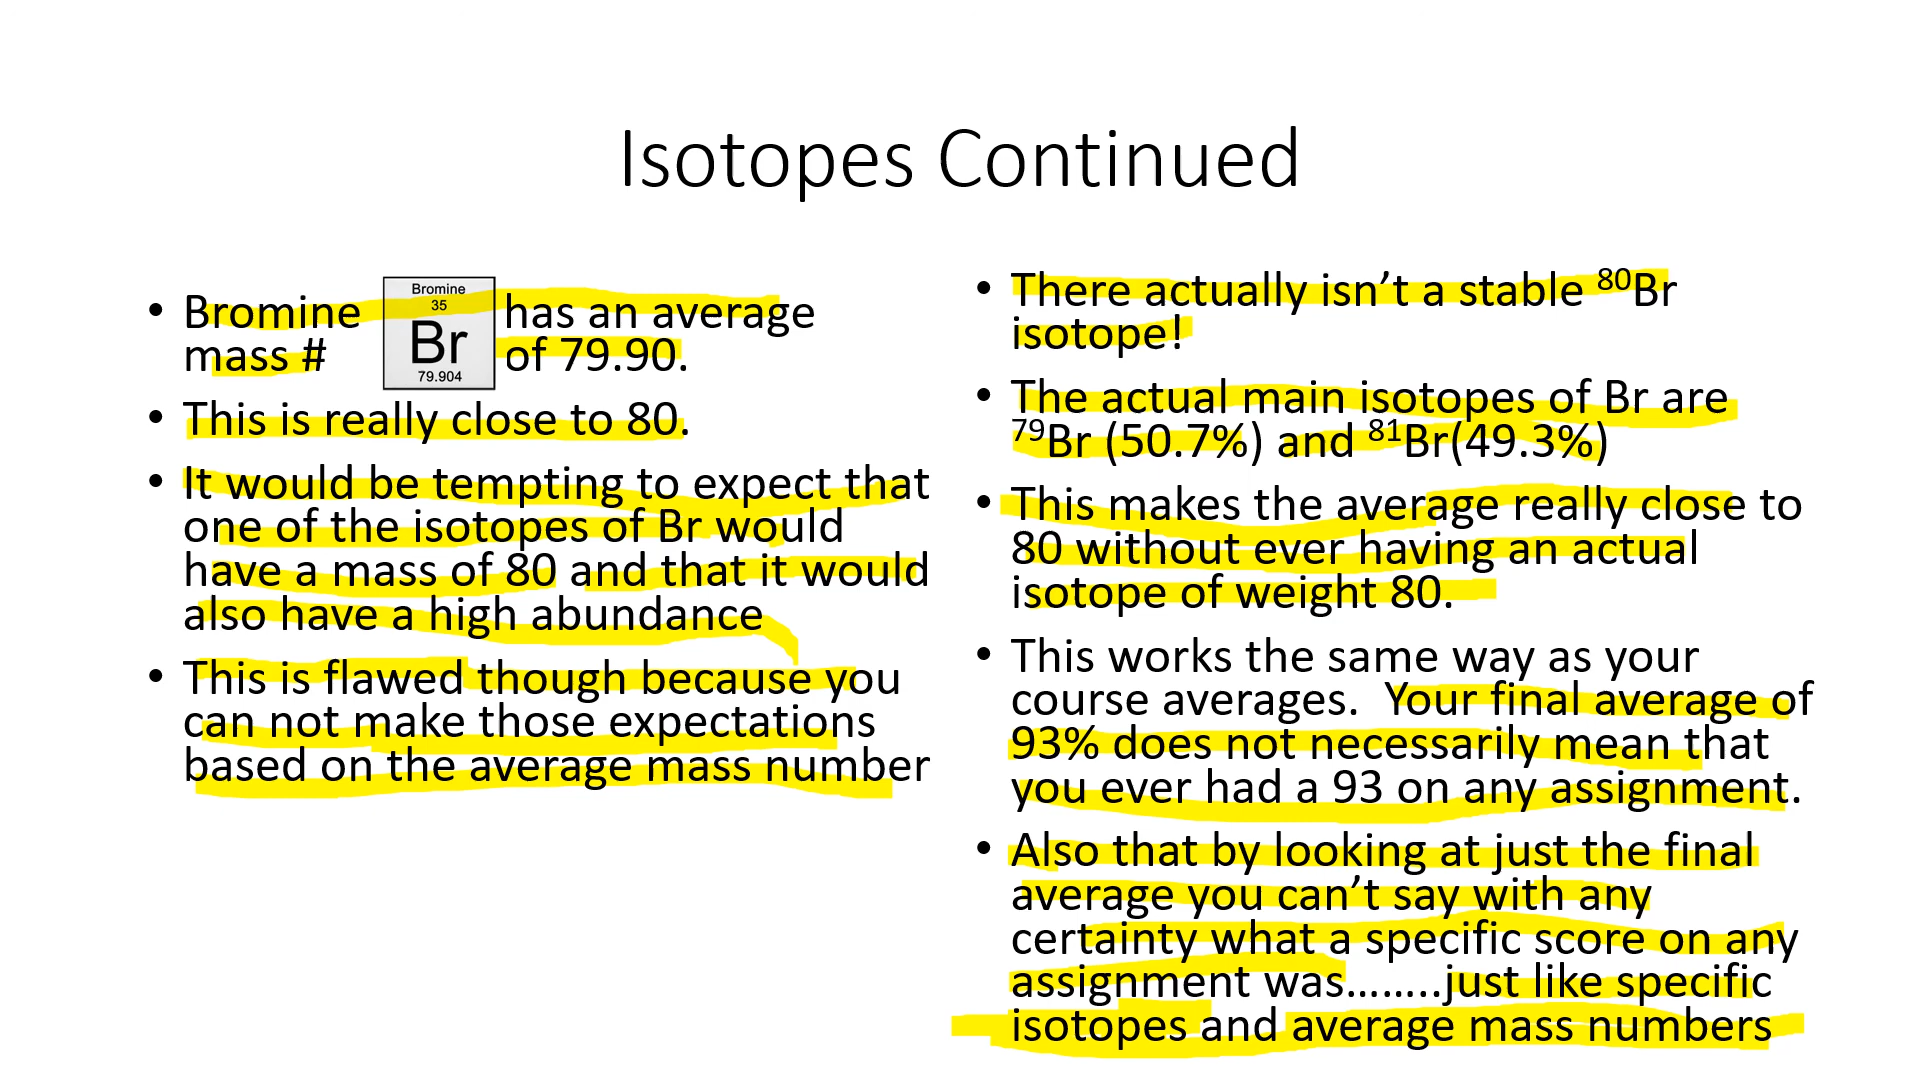 Isotopes Continued
• Bromine has an average
mass # of 79.90.
Bromine
35
Br
79.904
• This is really close to 80.
• It would be tempting to expect that
one of the isotopes of Br would
have a mass of 80 and that it would
also have a high abundance
• This is flawed though because you
can not make those expectations
based on the average mass number
• There actually isn’t a stable ⁸⁰Br
isotope!
• The actual main isotopes of Br are
⁷⁹Br (50.7%) and ⁸¹Br(49.3%)
• This makes the average really close to
80 without ever having an actual
isotope of weight 80.
• This works the same way as your
course averages.  Your final average of
93% does not necessarily mean that
you ever had a 93 on any assignment.
• Also that by looking at just the final
average you can’t say with any
certainty what a specific score on any
assignment was……..just like specific
isotopes and average mass numbers